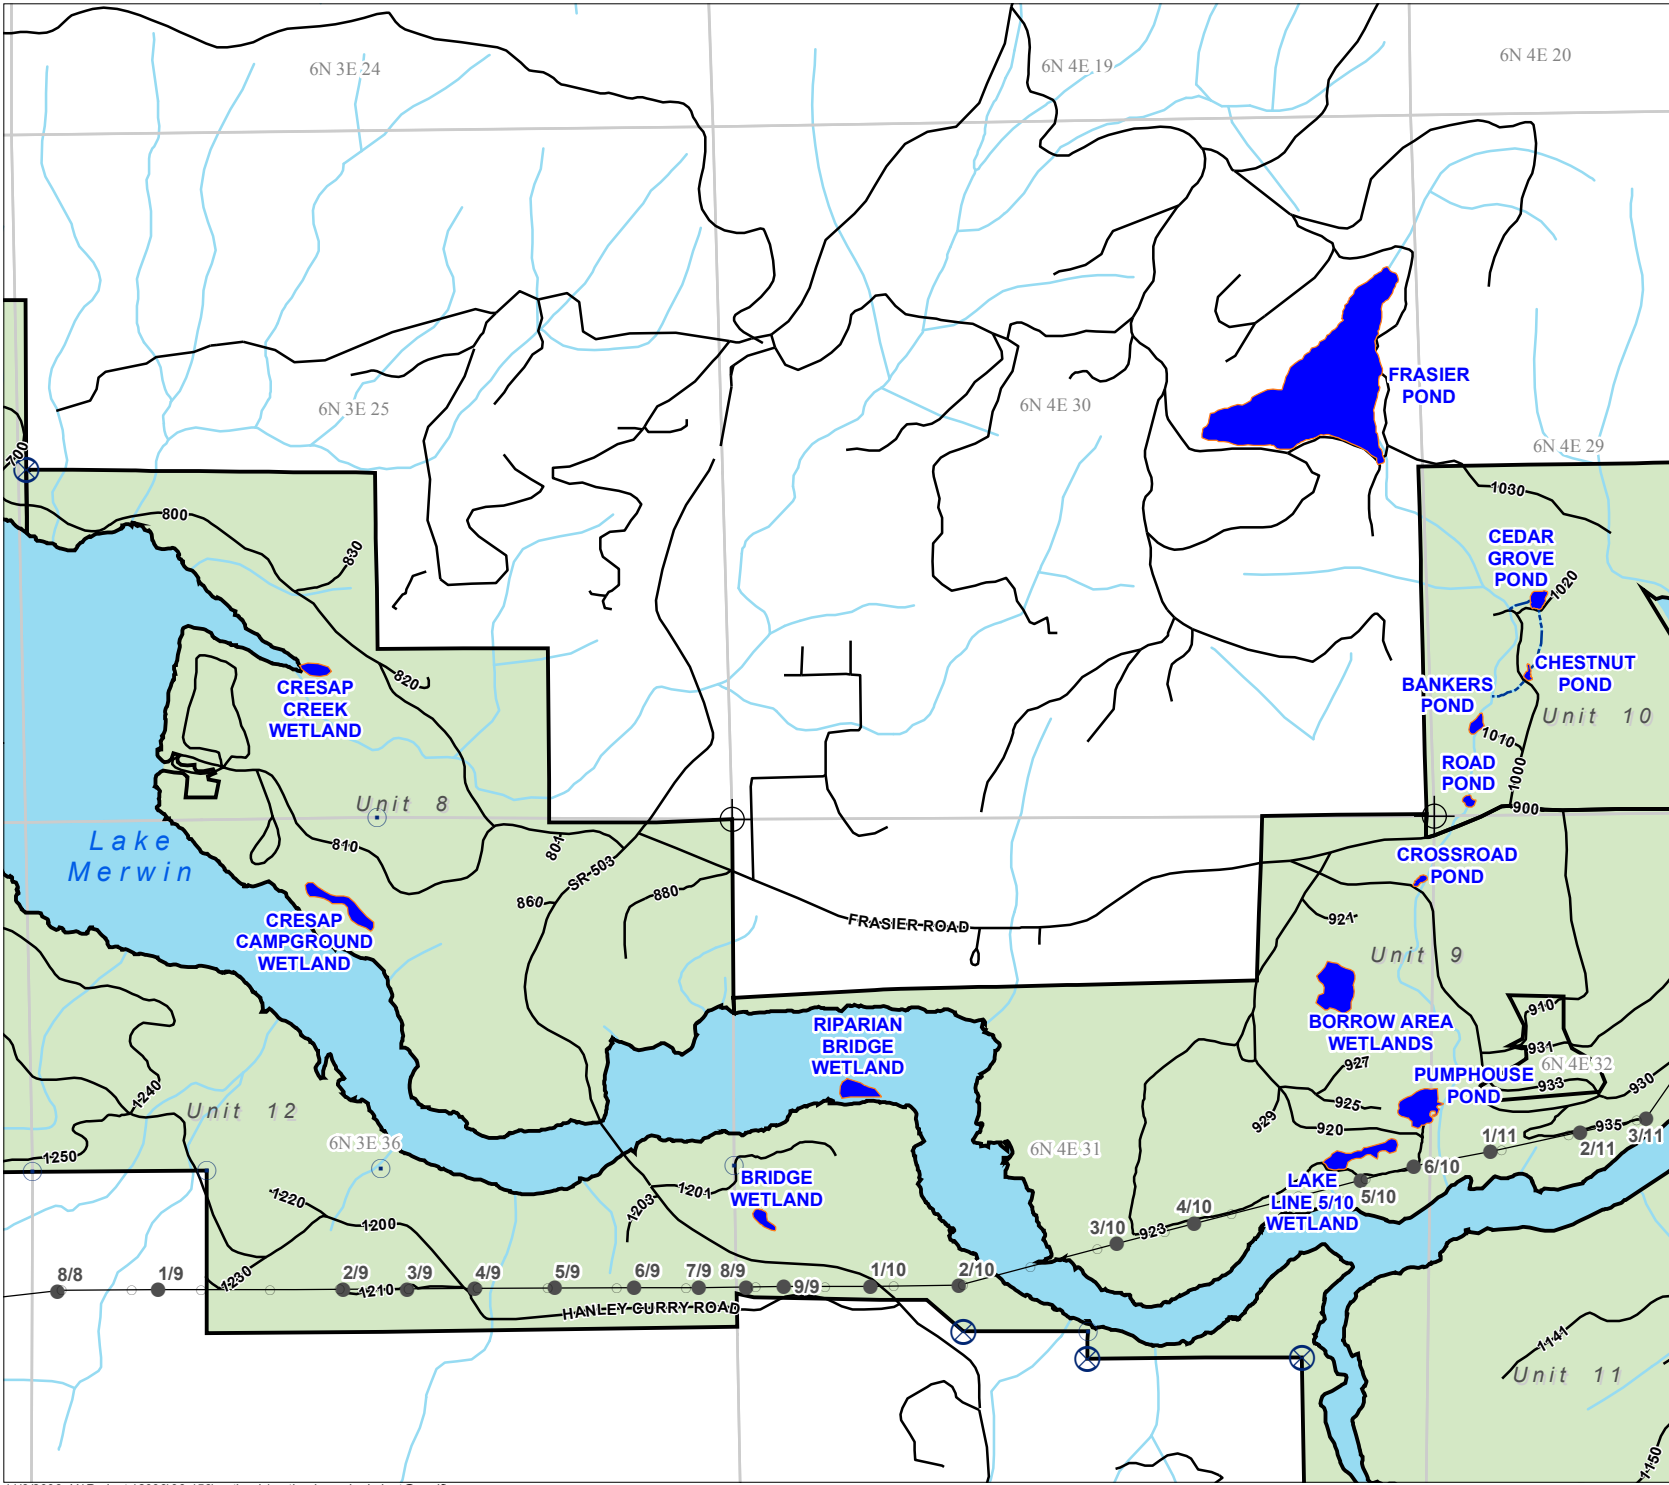 6N 3E 24
6N 4E 19
6N 4E 20
FRASIER
POND
6N 3E 25
6N 4E 30
6N 4E 29
700
1030
800
830
CEDAR
GROVE
POND
1020
CRESAP
CREEK
WETLAND
820
CHESTNUT
POND
BANKERS
POND
Unit 10
1010
ROAD
POND
1000
900
Unit 8
Lake
Merwin
810
801
SR-503
860
880
CROSSROAD
POND
FRASIER ROAD
921
Unit 9
CRESAP
CAMPGROUND
WETLAND
RIPARIAN
BRIDGE
WETLAND
BORROW AREA
WETLANDS
910
931
927
6N 4E 32
PUMPHOUSE
POND
933
930
1240
Unit 12
925
929
920
935
1/11
2/11
3/11
6N 3E 36
6N 4E 31
1250
6/10
5/10
LAKE
LINE 5/10
WETLAND
BRIDGE
WETLAND
1201
1203
1220
1200
4/10
3/10
923
1230
8/8
1/9
2/9
3/9
4/9
5/9
6/9
7/9
8/9
9/9
1/10
2/10
1210
HANLEY CURRY ROAD
1141
Unit 11
1150